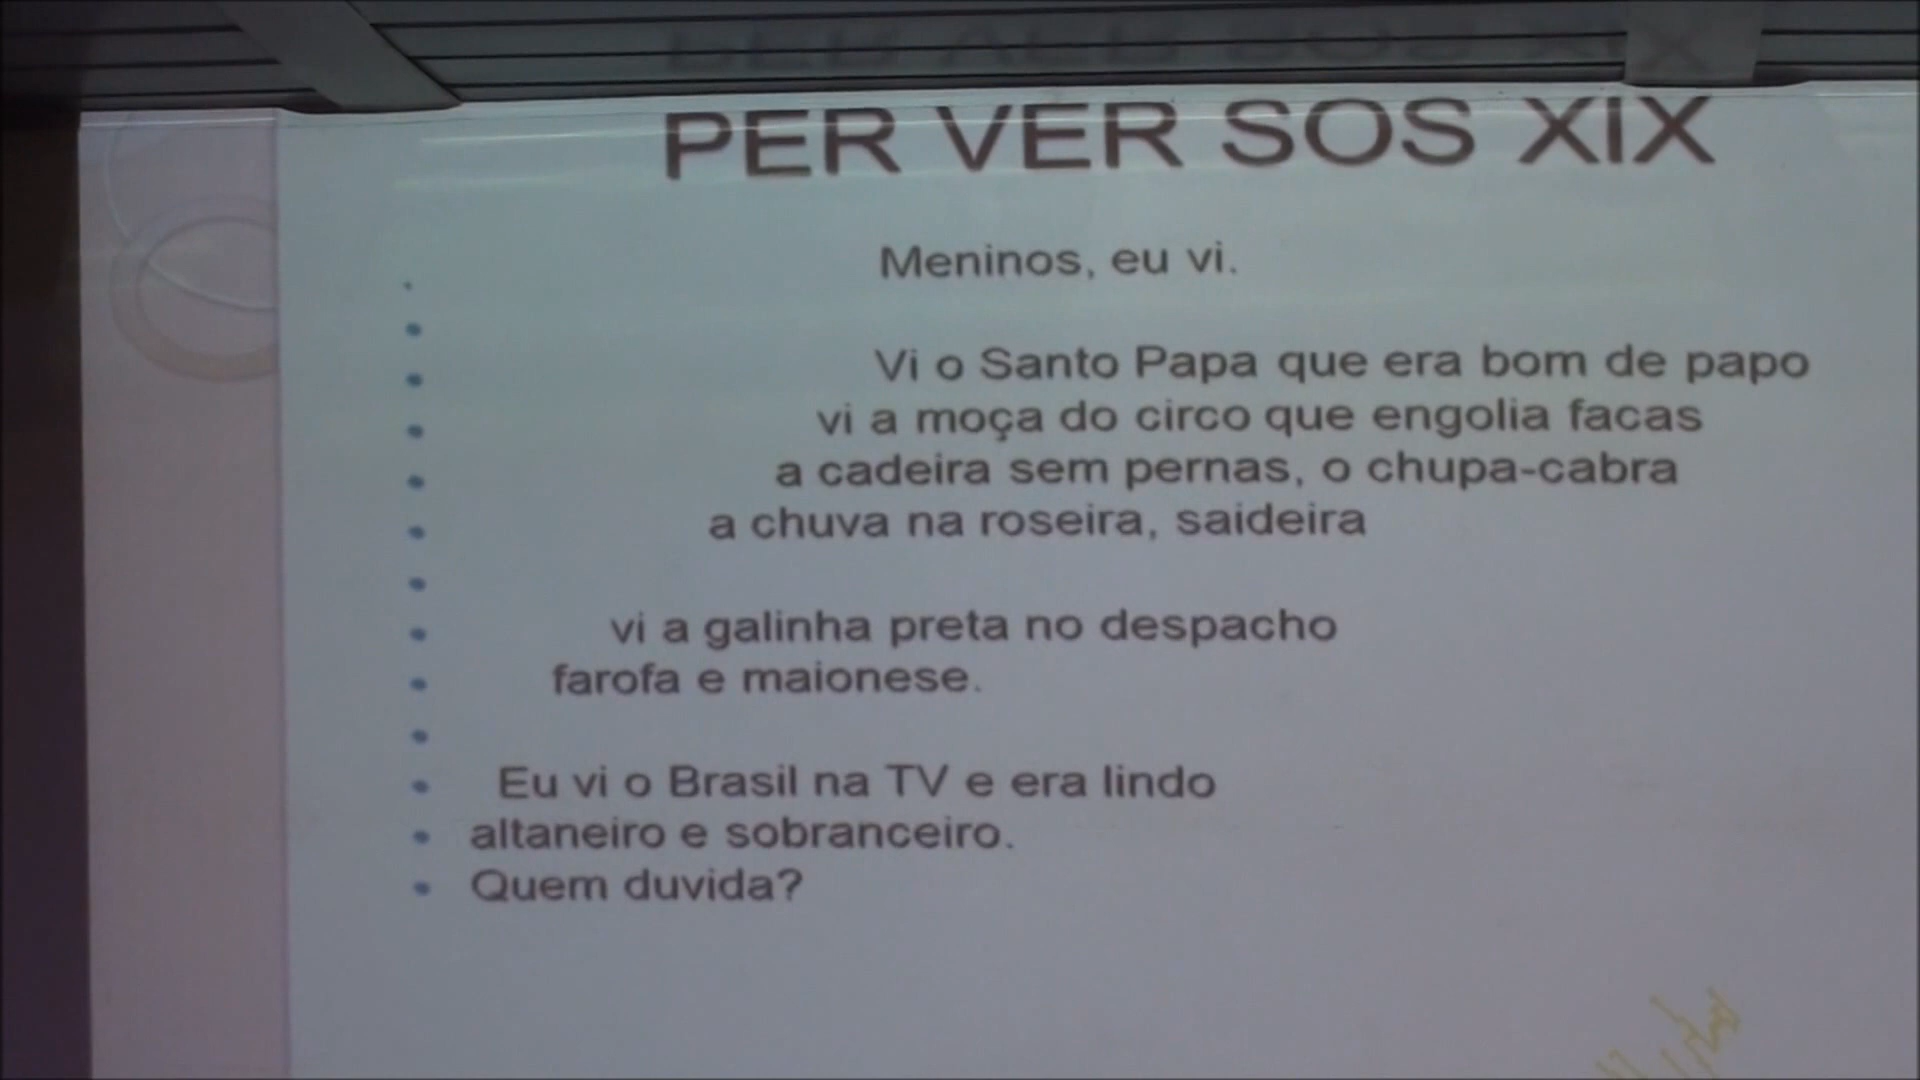 PER VER SOS XIX
Meninos, eu vi.
Vi o Santo Papa que era bom de papo
vi a moça do circo que engolia facas
a cadeira sem pernas, o chupa-cabra
a chuva na roseira, saideira
vi a galinha preta no despacho
farofa e maionese.
Eu vi o Brasil na TV e era lindo
altaneiro e sobranceiro.
Quem duvida?